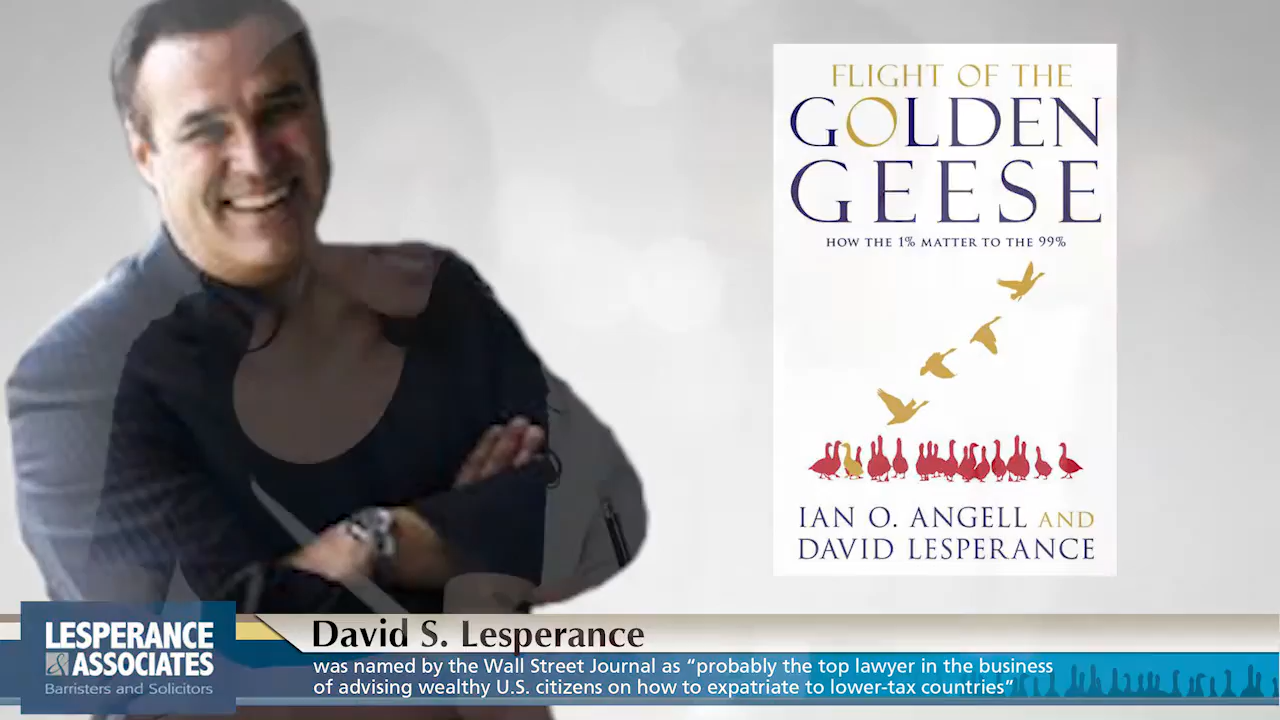 FLIGHT OF THE
GOLDEN
GEESE
HOW THE 1% MATTER TO THE 99%
IAN O. ANGELL AND
DAVID LESPERANCE
LESPERANCE
& ASSOCIATES
Barristers and Solicitors
David S. Lesperance
was named by the Wall Street Journal as “probably the top lawyer in the business
of advising wealthy U.S. citizens on how to expatriate to lower-tax countries”